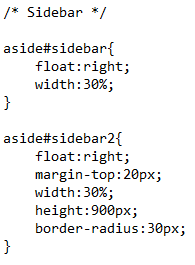 /* Sidebar */

aside#sidebar{
    float:right;
    width:30%;
}

aside#sidebar2{
    float:right;
    margin-top:20px;
    width:30%;
    height:900px;
    border-radius:30px;
}